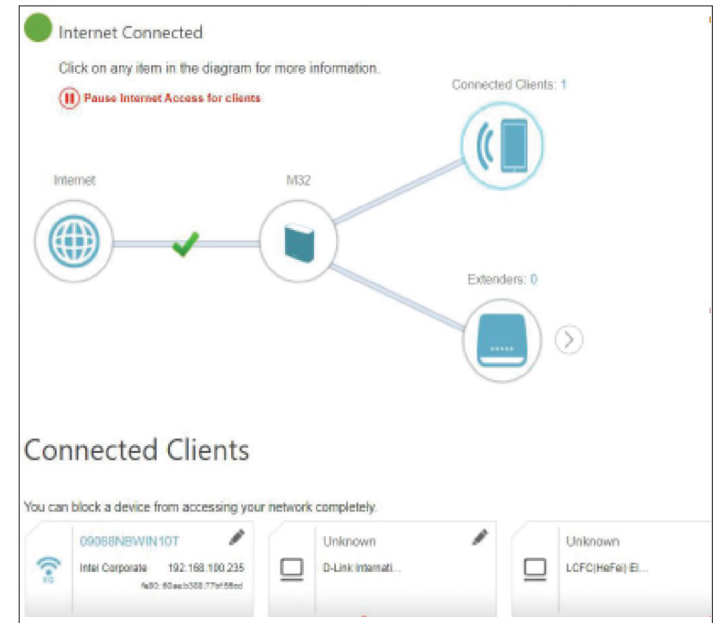 Internet Connected
Click on any item in the diagram for more information.
Pause Internet Access for clients
Connected Clients: 1
Internet
M32
Extenders: 0
Connected Clients
You can block a device from accessing your network completely.
09068NBWIN10T
Unknown
Unknown
Intel Corporate 192.168.100.235
D-Link Internati...
LCFC(HeFei) El...